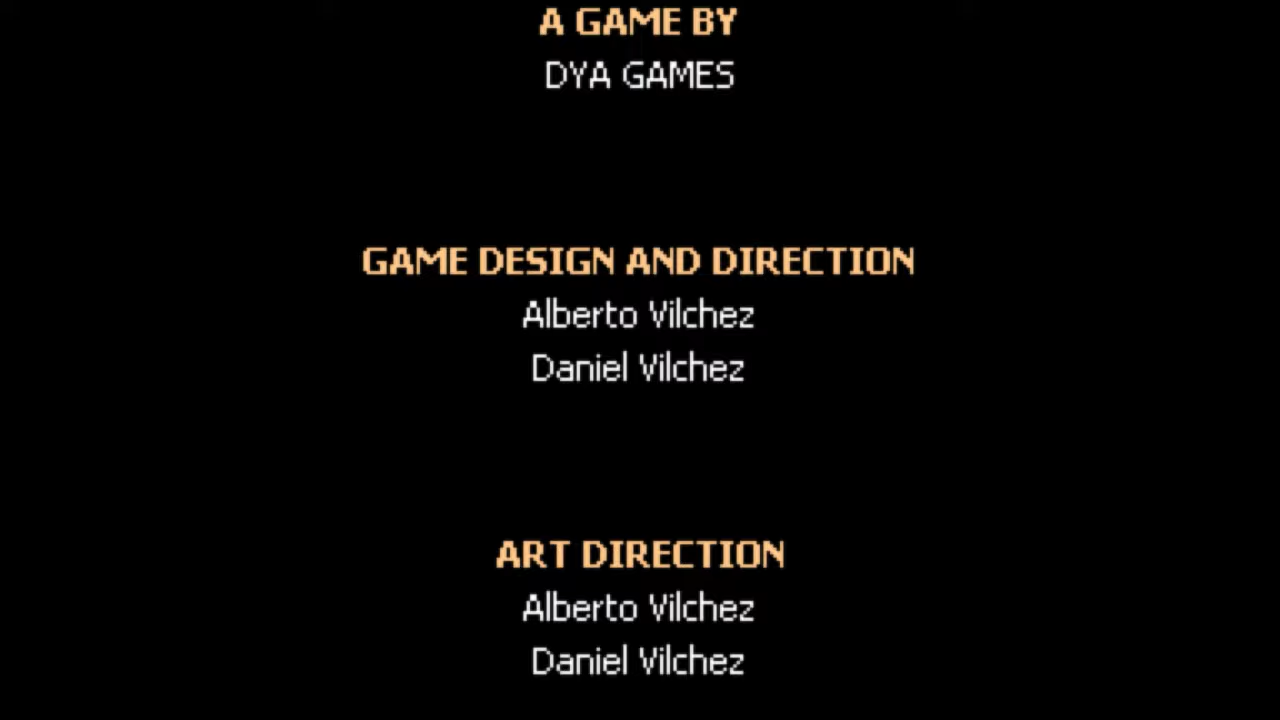 A GAME BY
DYA GAMES
GAME DESIGN AND DIRECTION
Alberto Vilchez
Daniel Vilchez
ART DIRECTION
Alberto Vilchez
Daniel Vilchez